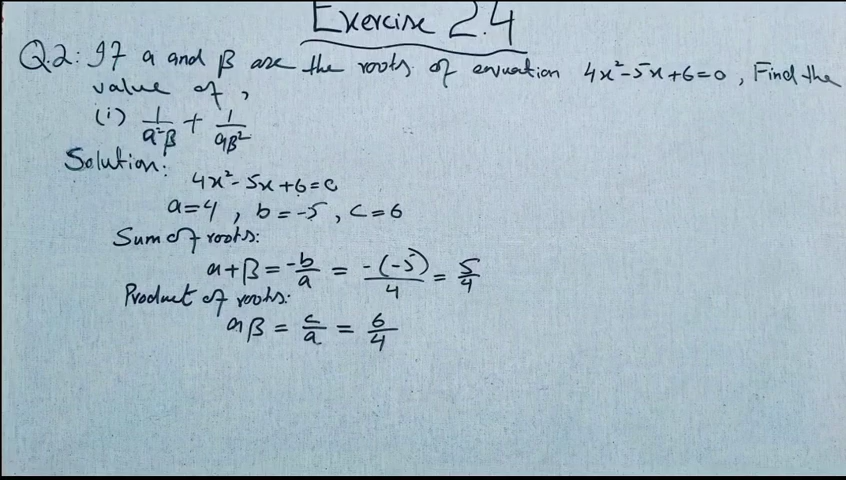 Exercise 2.4
Q.2: If α and β are the roots of equation 4x²-5x+6=0, Find the
value of,
(i) 1/α²β + 1/αβ²
Solution:
4x²-5x+6=0
a=4, b=-5, c=6
Sum of roots:
α+β = -b/a = -(-5)/4 = 5/4
Product of roots:
αβ = c/a = 6/4